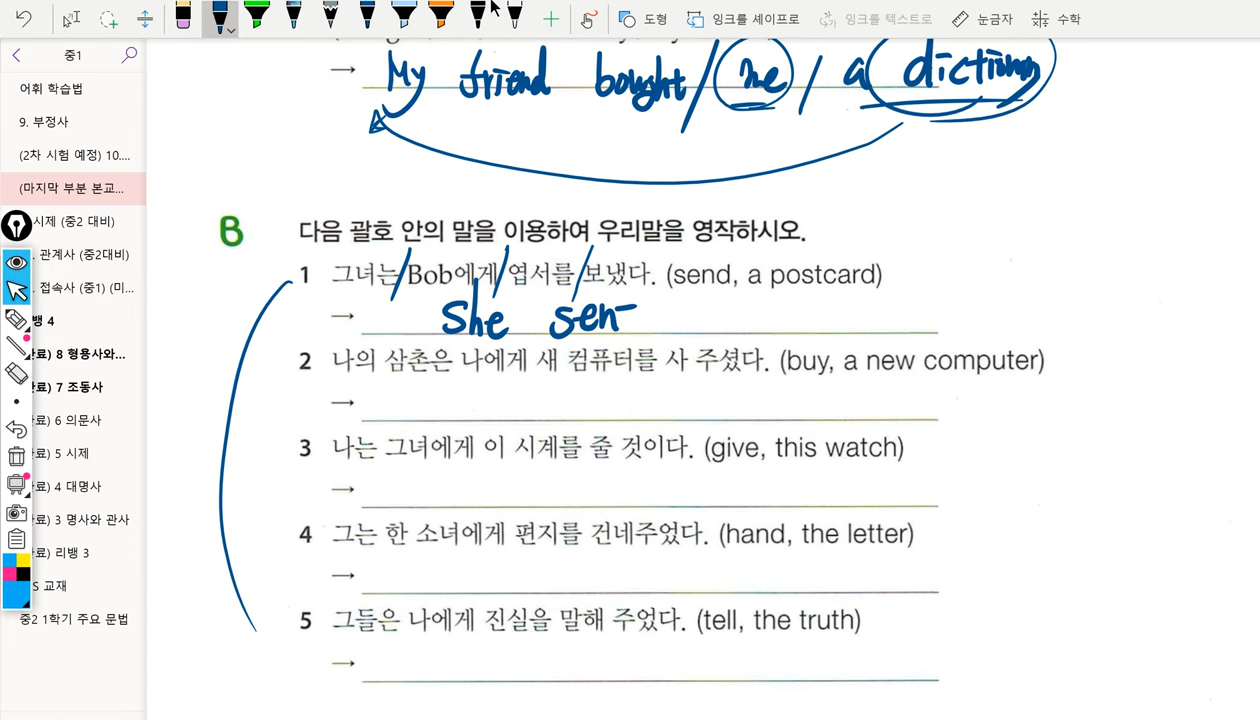 도형
잉크를 셰이프로
잉크를 텍스트로
눈금자
수학
중1
어휘 학습법
9. 부정사
(2차 시험 예정) 10....
(마지막 부분 본교...
시제 (중2 대비)
관계사 (중2대비)
접속사 (중1) (미...
뱅 4
료) 8 형용사와...
료) 7 조동사
료) 6 의문사
료) 5 시제
료) 4 대명사
료) 3 명사와 관사
료) 리뱅 3
S 교재
중2 1학기 주요 문법
→ My friend bought / me / a
B 다음 괄호 안의 말을 이용하여 우리말을 영작하시오.
1 그녀는 / Bob에게 / 엽서를 / 보냈다. (send, a postcard)
→ She sen
2 나의 삼촌은 나에게 새 컴퓨터를 사 주셨다. (buy, a new computer)
→
3 나는 그녀에게 이 시계를 줄 것이다. (give, this watch)
→
4 그는 한 소녀에게 편지를 건네주었다. (hand, the letter)
→
5 그들은 나에게 진실을 말해 주었다. (tell, the truth)
→